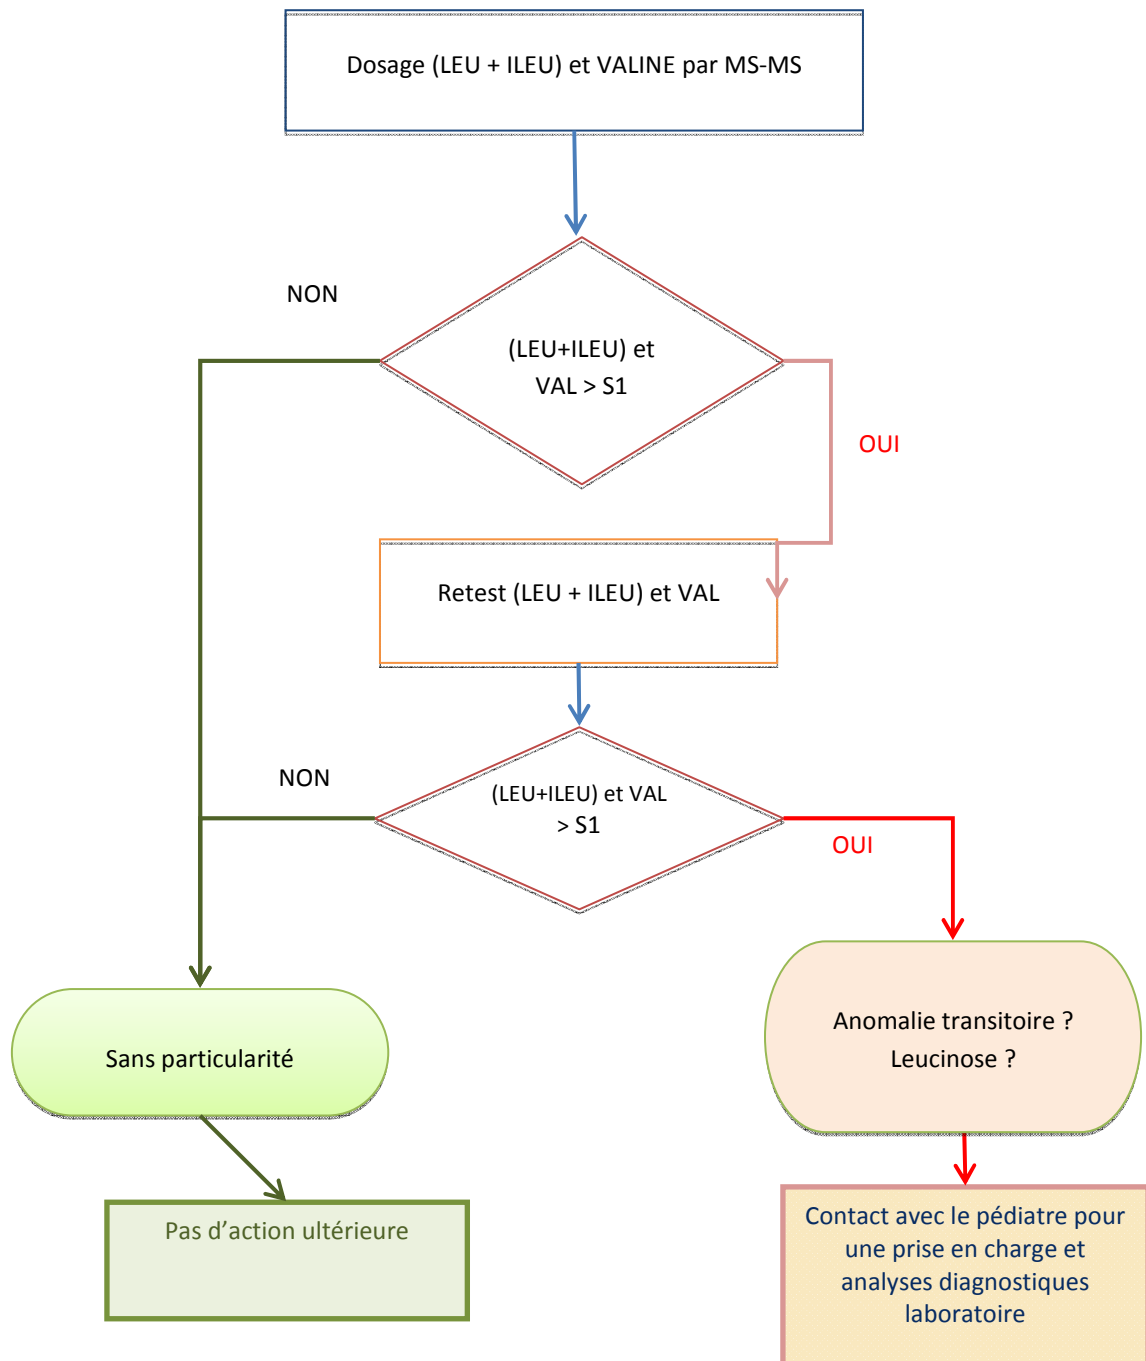 Dosage (LEU + ILEU) et VALINE par MS-MS
NON
(LEU+ILEU) et
VAL > S1
OUI
Retest (LEU + ILEU) et VAL
NON
(LEU+ILEU) et VAL
> S1
OUI
Anomalie transitoire ?
Leucinose ?
Sans particularité
Pas d’action ultérieure
Contact avec le pédiatre pour
une prise en charge et
analyses diagnostiques
laboratoire